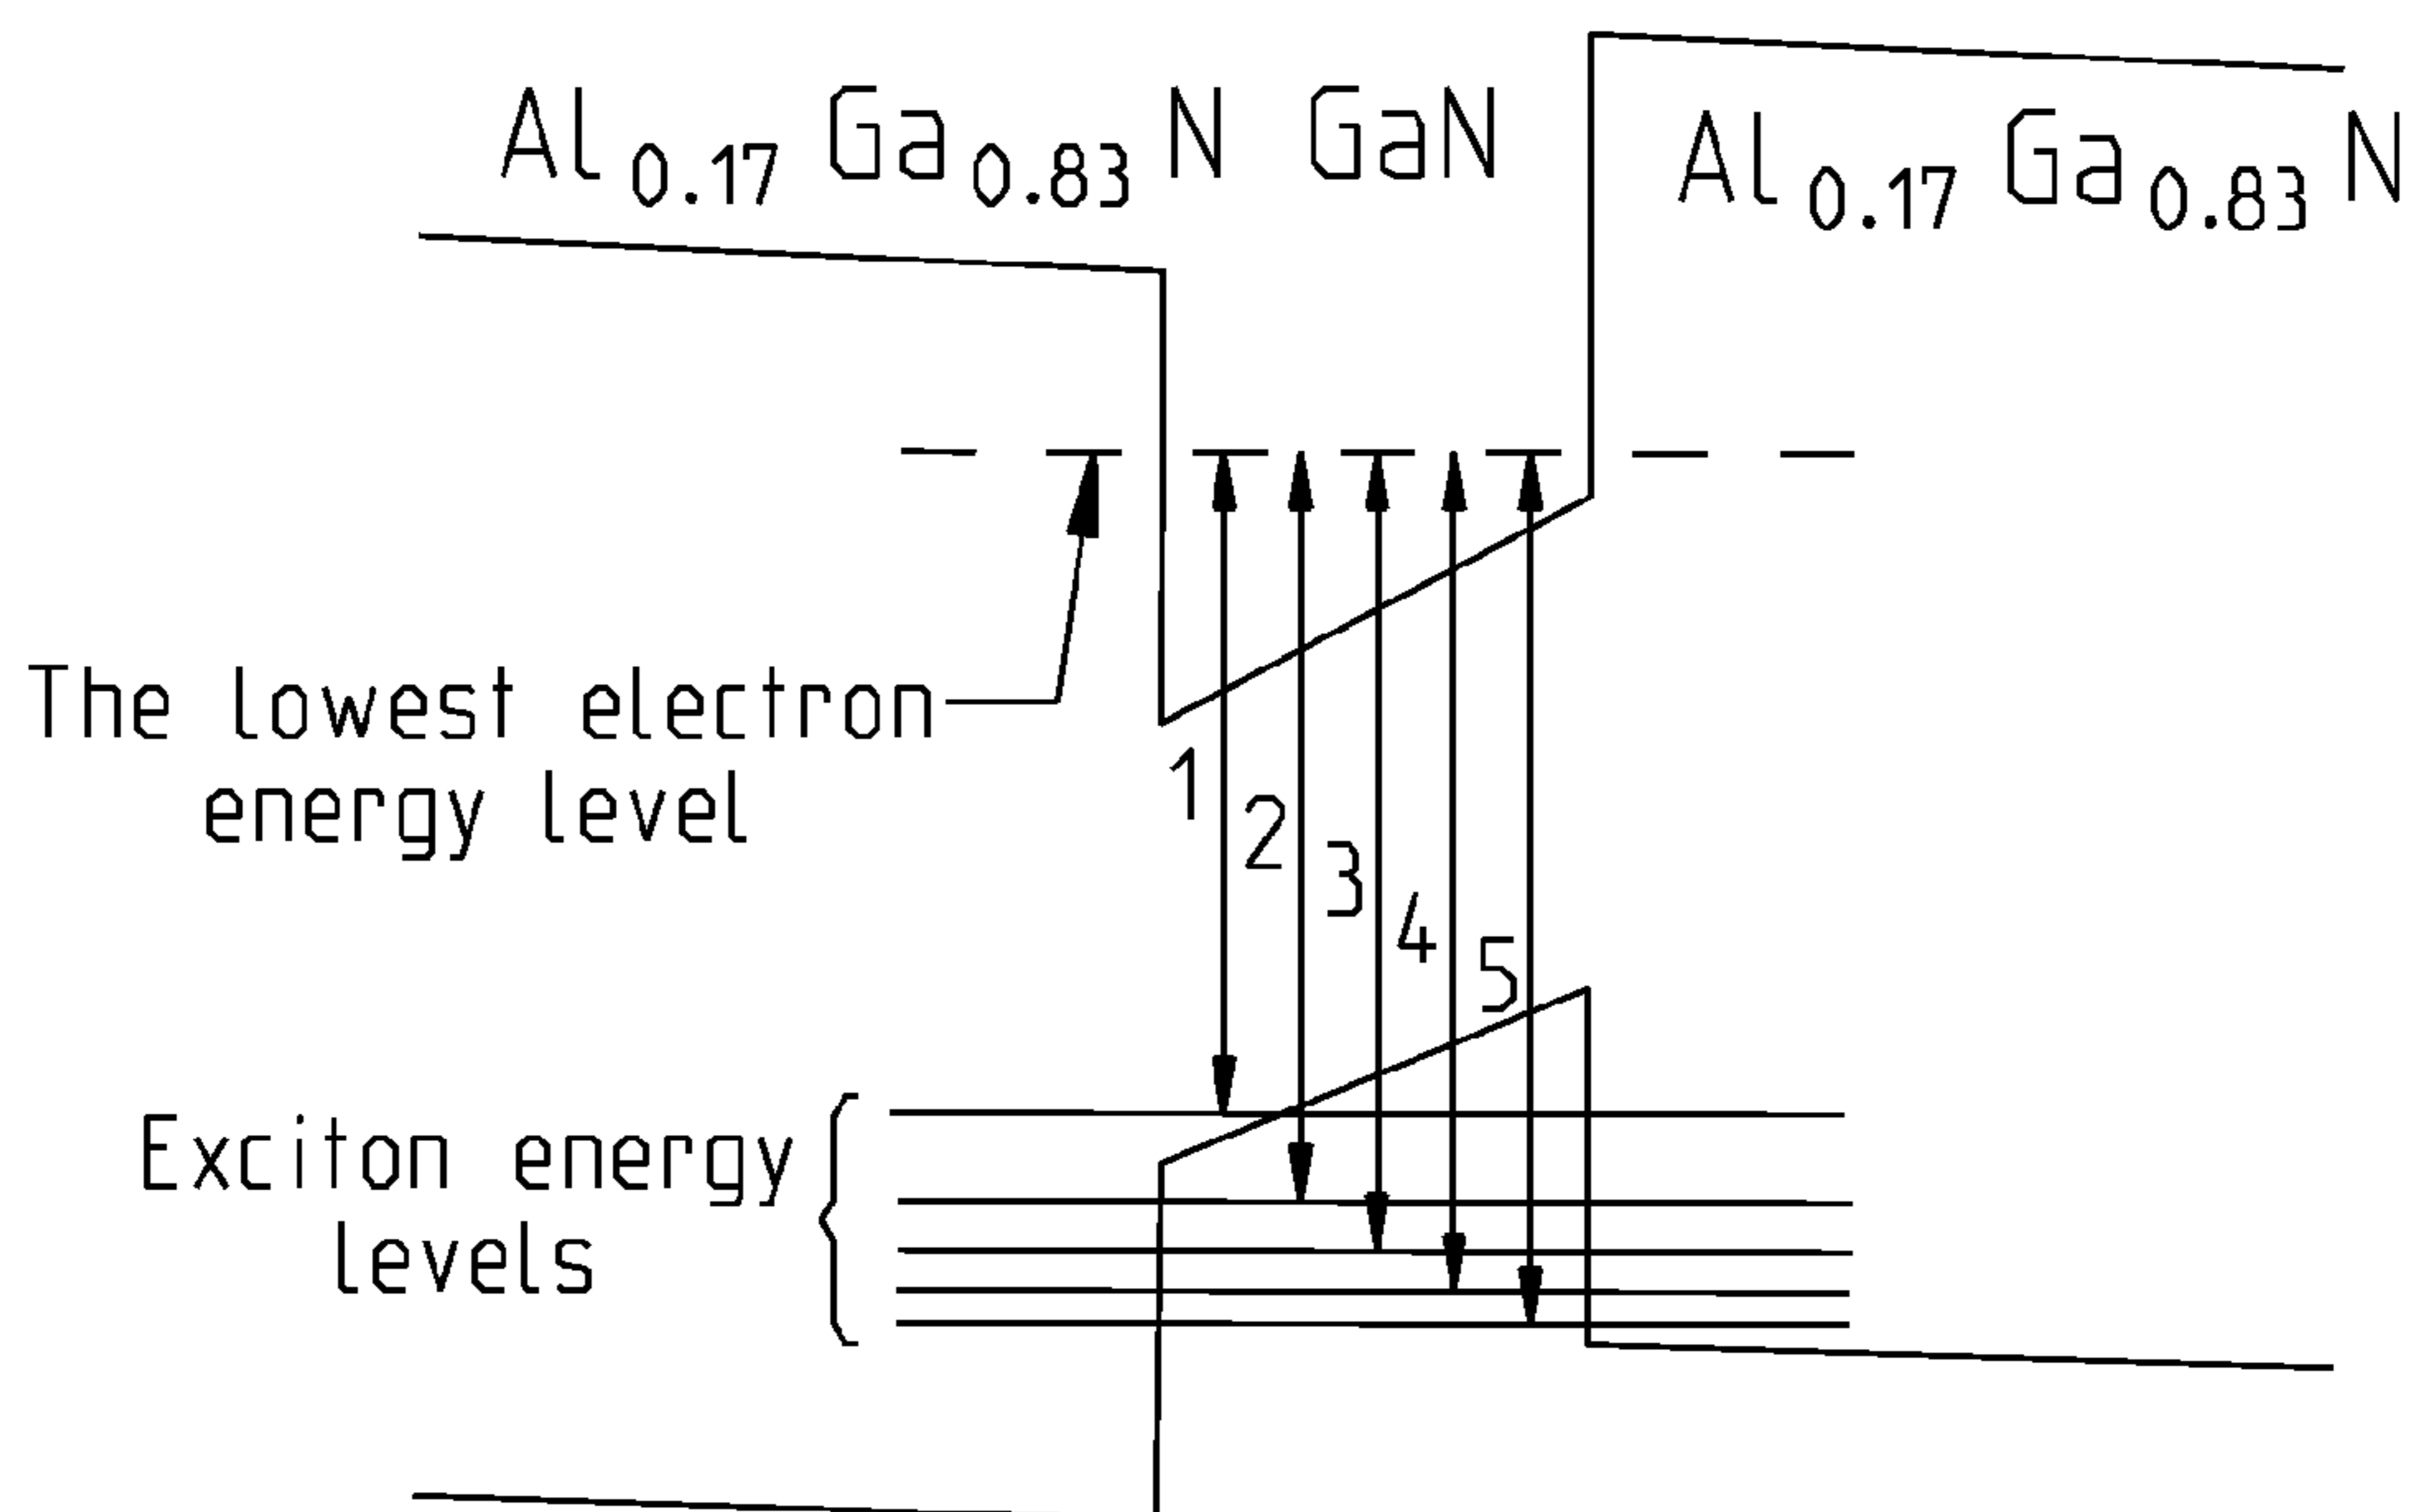 Al0.17 Ga0.83 N GaN
Al0.17 Ga0.83 N
The lowest electron
energy level
1
2
3
4
5
Exciton energy
levels